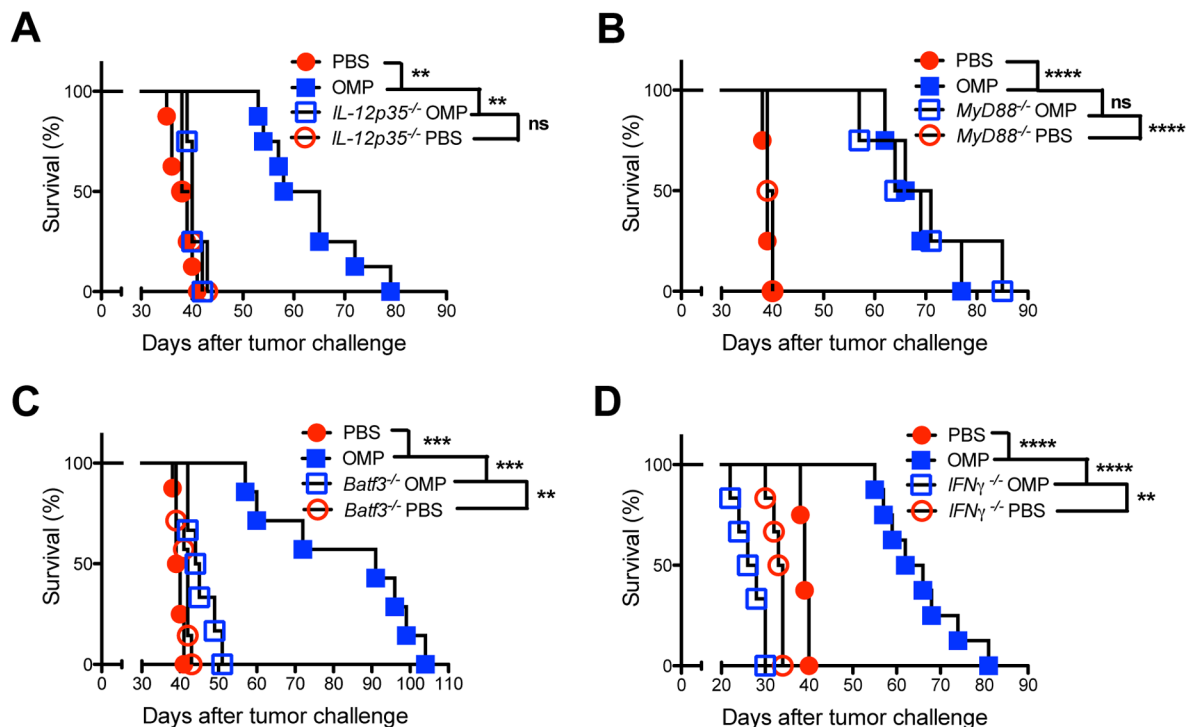 A
PBS
OMP
IL-12p35-/- OMP
IL-12p35-/- PBS
**
**
ns
Survival (%)
100
50
0
0 30 40 50 60 70 80 90
Days after tumor challenge
B
PBS
OMP
MyD88-/- OMP
MyD88-/- PBS
****
ns
****
Survival (%)
100
50
0
0 30 40 50 60 70 80 90
Days after tumor challenge
C
PBS
OMP
Batf3-/- OMP
Batf3-/- PBS
***
***
**
Survival (%)
100
50
0
0 30 40 50 60 70 80 90 100 110
Days after tumor challenge
D
PBS
OMP
IFNγ -/- OMP
IFNγ -/- PBS
****
****
**
Survival (%)
100
50
0
0 20 30 40 50 60 70 80 90
Days after tumor challenge